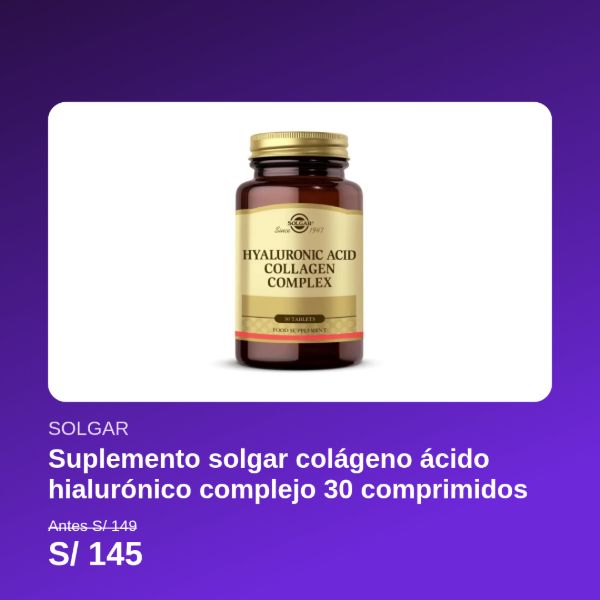 SOLGAR®
Since 1947
HYALURONIC ACID
COLLAGEN
COMPLEX
30 TABLETS
FOOD SUPPLEMENT
SOLGAR
Suplemento solgar colágeno ácido
hialurónico complejo 30 comprimidos
Antes S/ 149
S/ 145